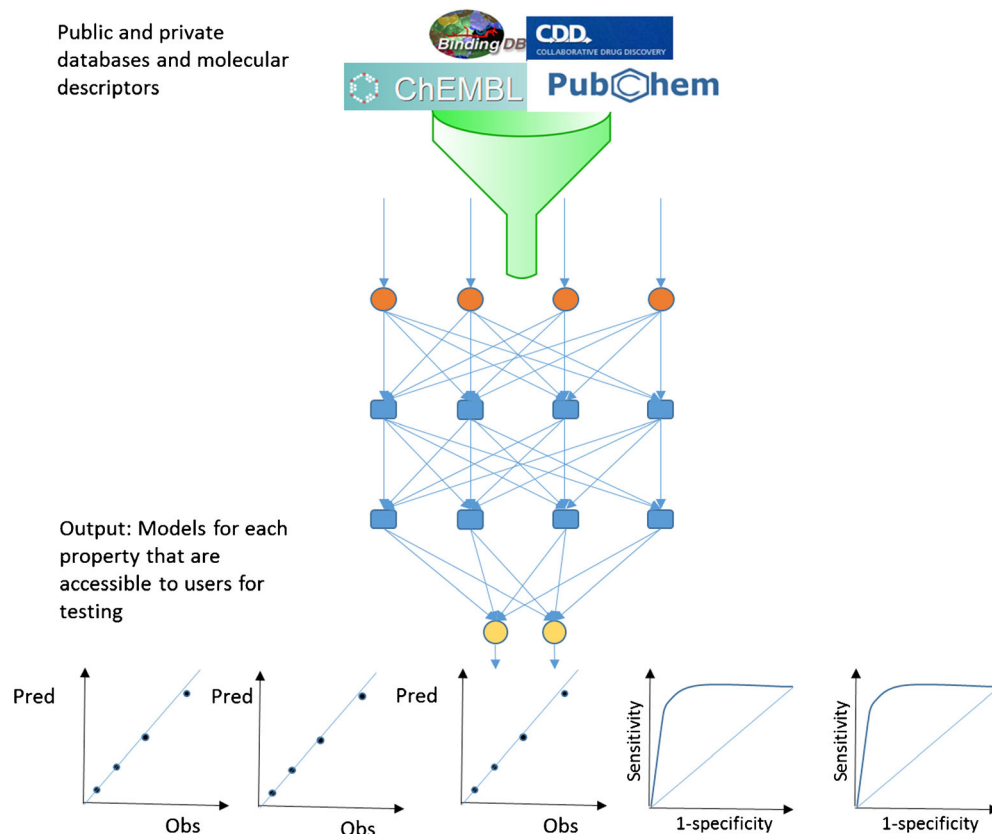 Public and private
databases and molecular
descriptors
BindingDB
CDD
COLLABORATIVE DRUG DISCOVERY
ChEMBL
PubChem
Output: Models for each
property that are
accessible to users for
testing
Pred
Obs
Pred
Obs
Pred
Obs
Sensitivity
1-specificity
Sensitivity
1-specificity